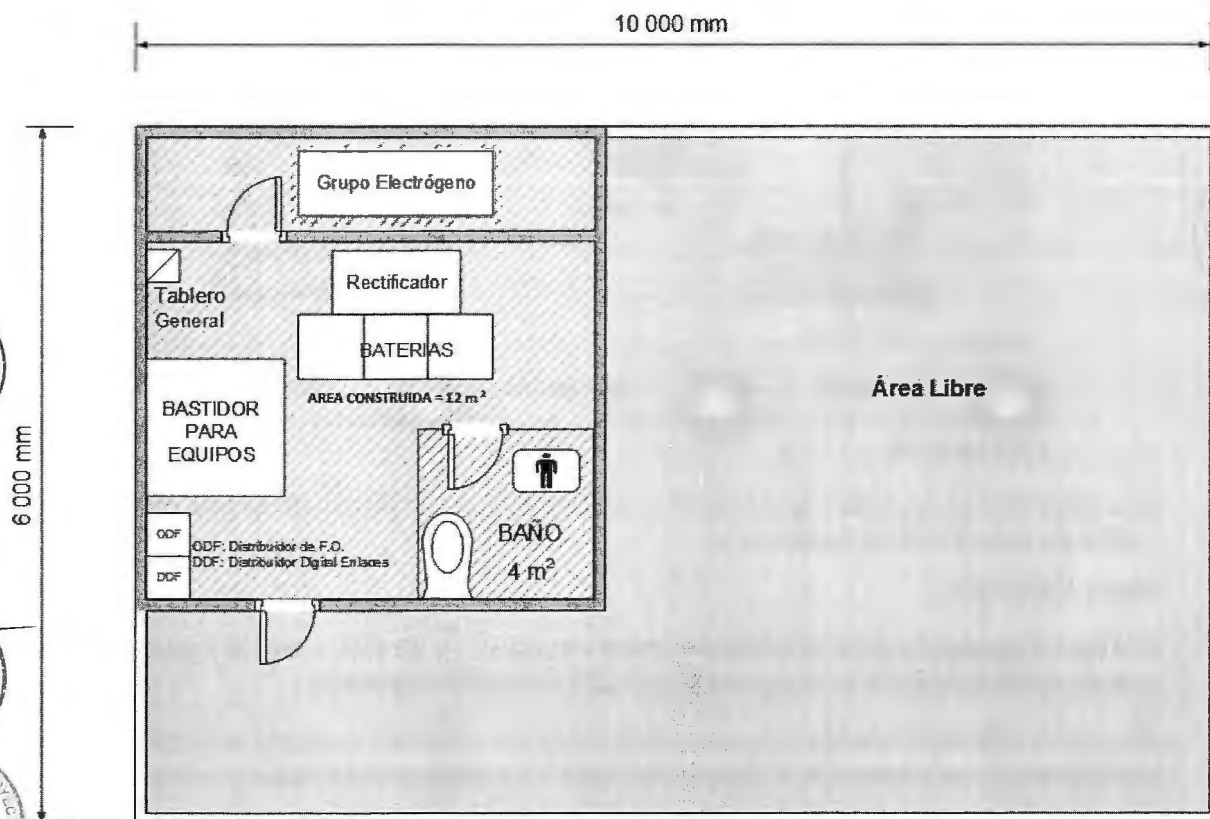 10 000 mm
6 000 mm
Grupo Electrógeno
Rectificador
Tablero
General
BATERIAS
AREA CONSTRUIDA = 12 m²
Área Libre
BASTIDOR
PARA
EQUIPOS
BAÑO
4 m²
ODF
ODF: Distribuidor de F.O.
DDF: Distribuidor Digital Enlaces
DDF